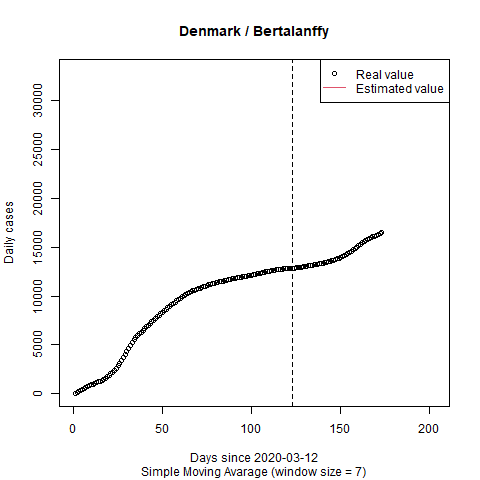 Denmark / Bertalanffy
Real value
Estimated value
Daily cases
30000
25000
20000
15000
10000
5000
0
0 50 100 150 200
Days since 2020-03-12
Simple Moving Avarage (window size = 7)